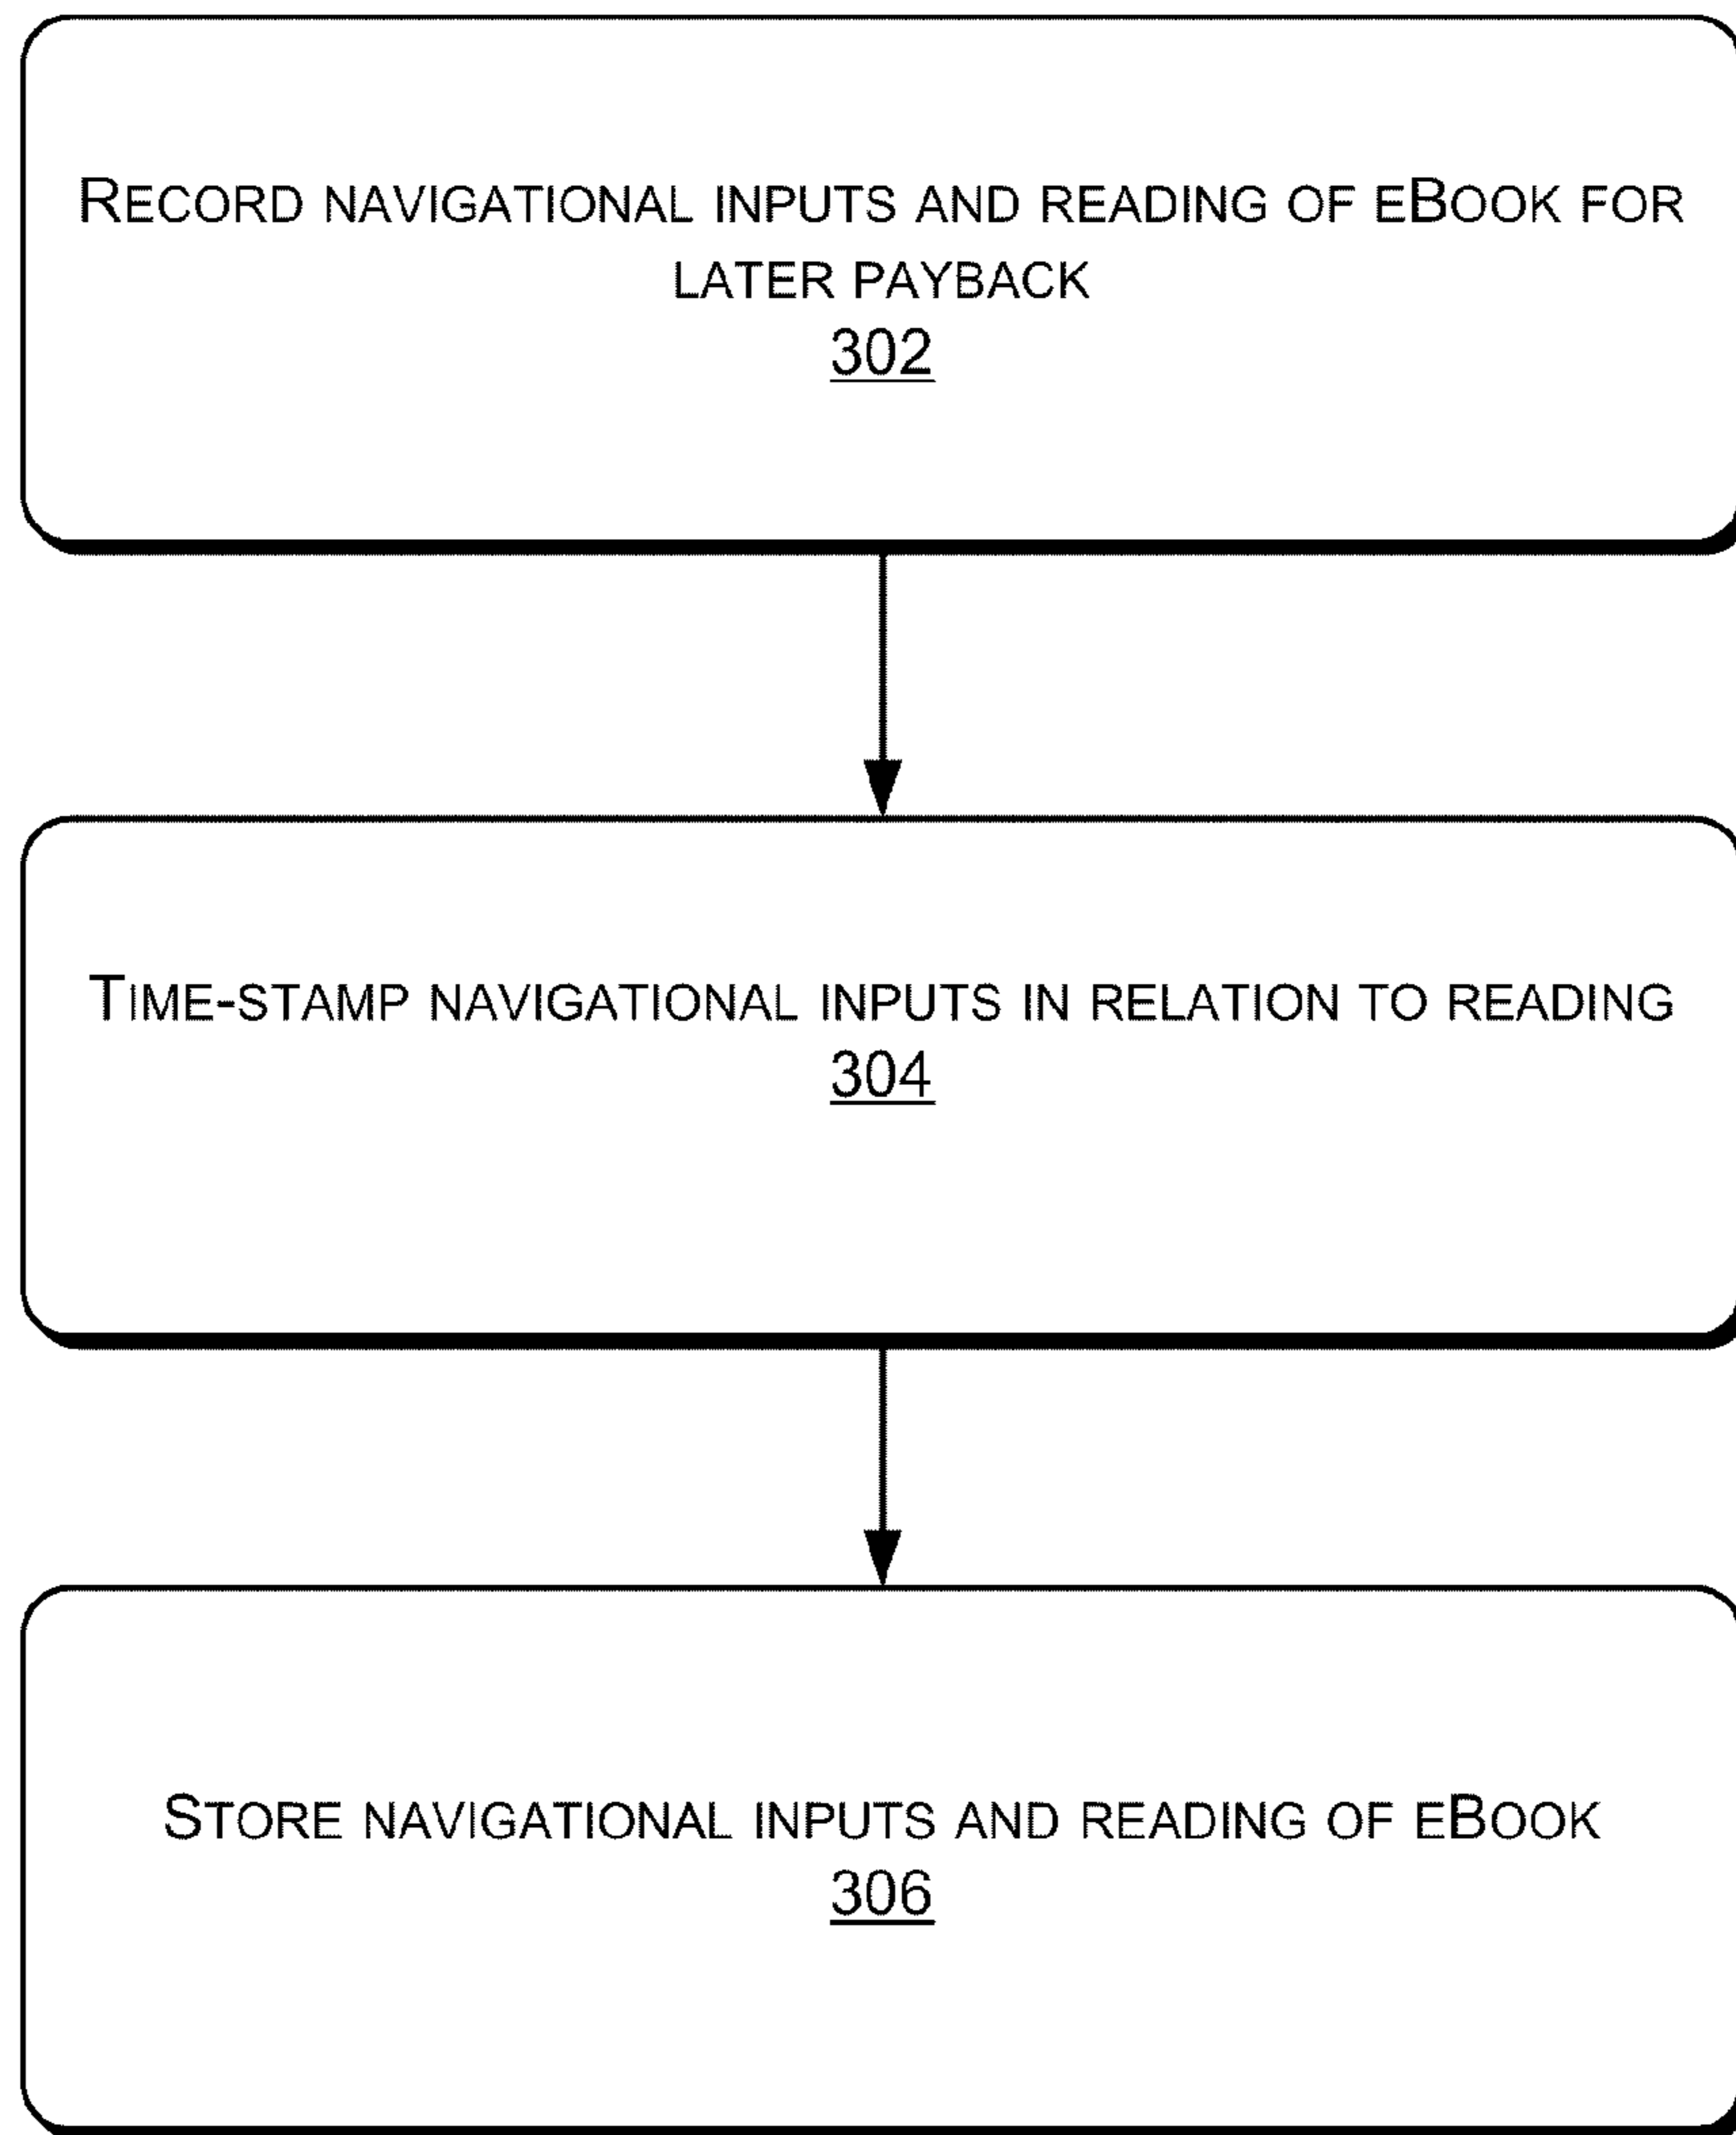 RECORD NAVIGATIONAL INPUTS AND READING OF EBOOK FOR
LATER PAYBACK
302
TIME-STAMP NAVIGATIONAL INPUTS IN RELATION TO READING
304
STORE NAVIGATIONAL INPUTS AND READING OF EBOOK
306